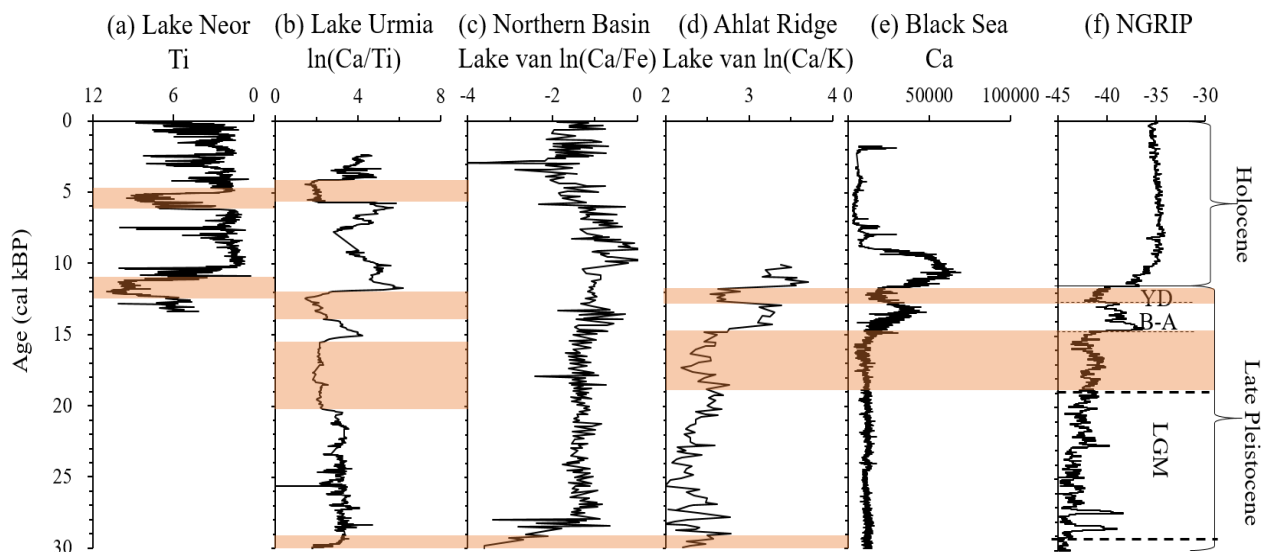 (a) Lake Neor (b) Lake Urmia (c) Northern Basin (d) Ahlat Ridge (e) Black Sea (f) NGRIP
Ti ln(Ca/Ti) Lake van ln(Ca/Fe) Lake van ln(Ca/K) Ca
12 6 0 0 4 8 -4 -2 0 2 3 4 0 50000 100000 -45 -40 -35 -30
0
5
10
15
20
25
30
Age (cal kBP)
YD
B-A
LGM
Holocene
Late Pleistocene